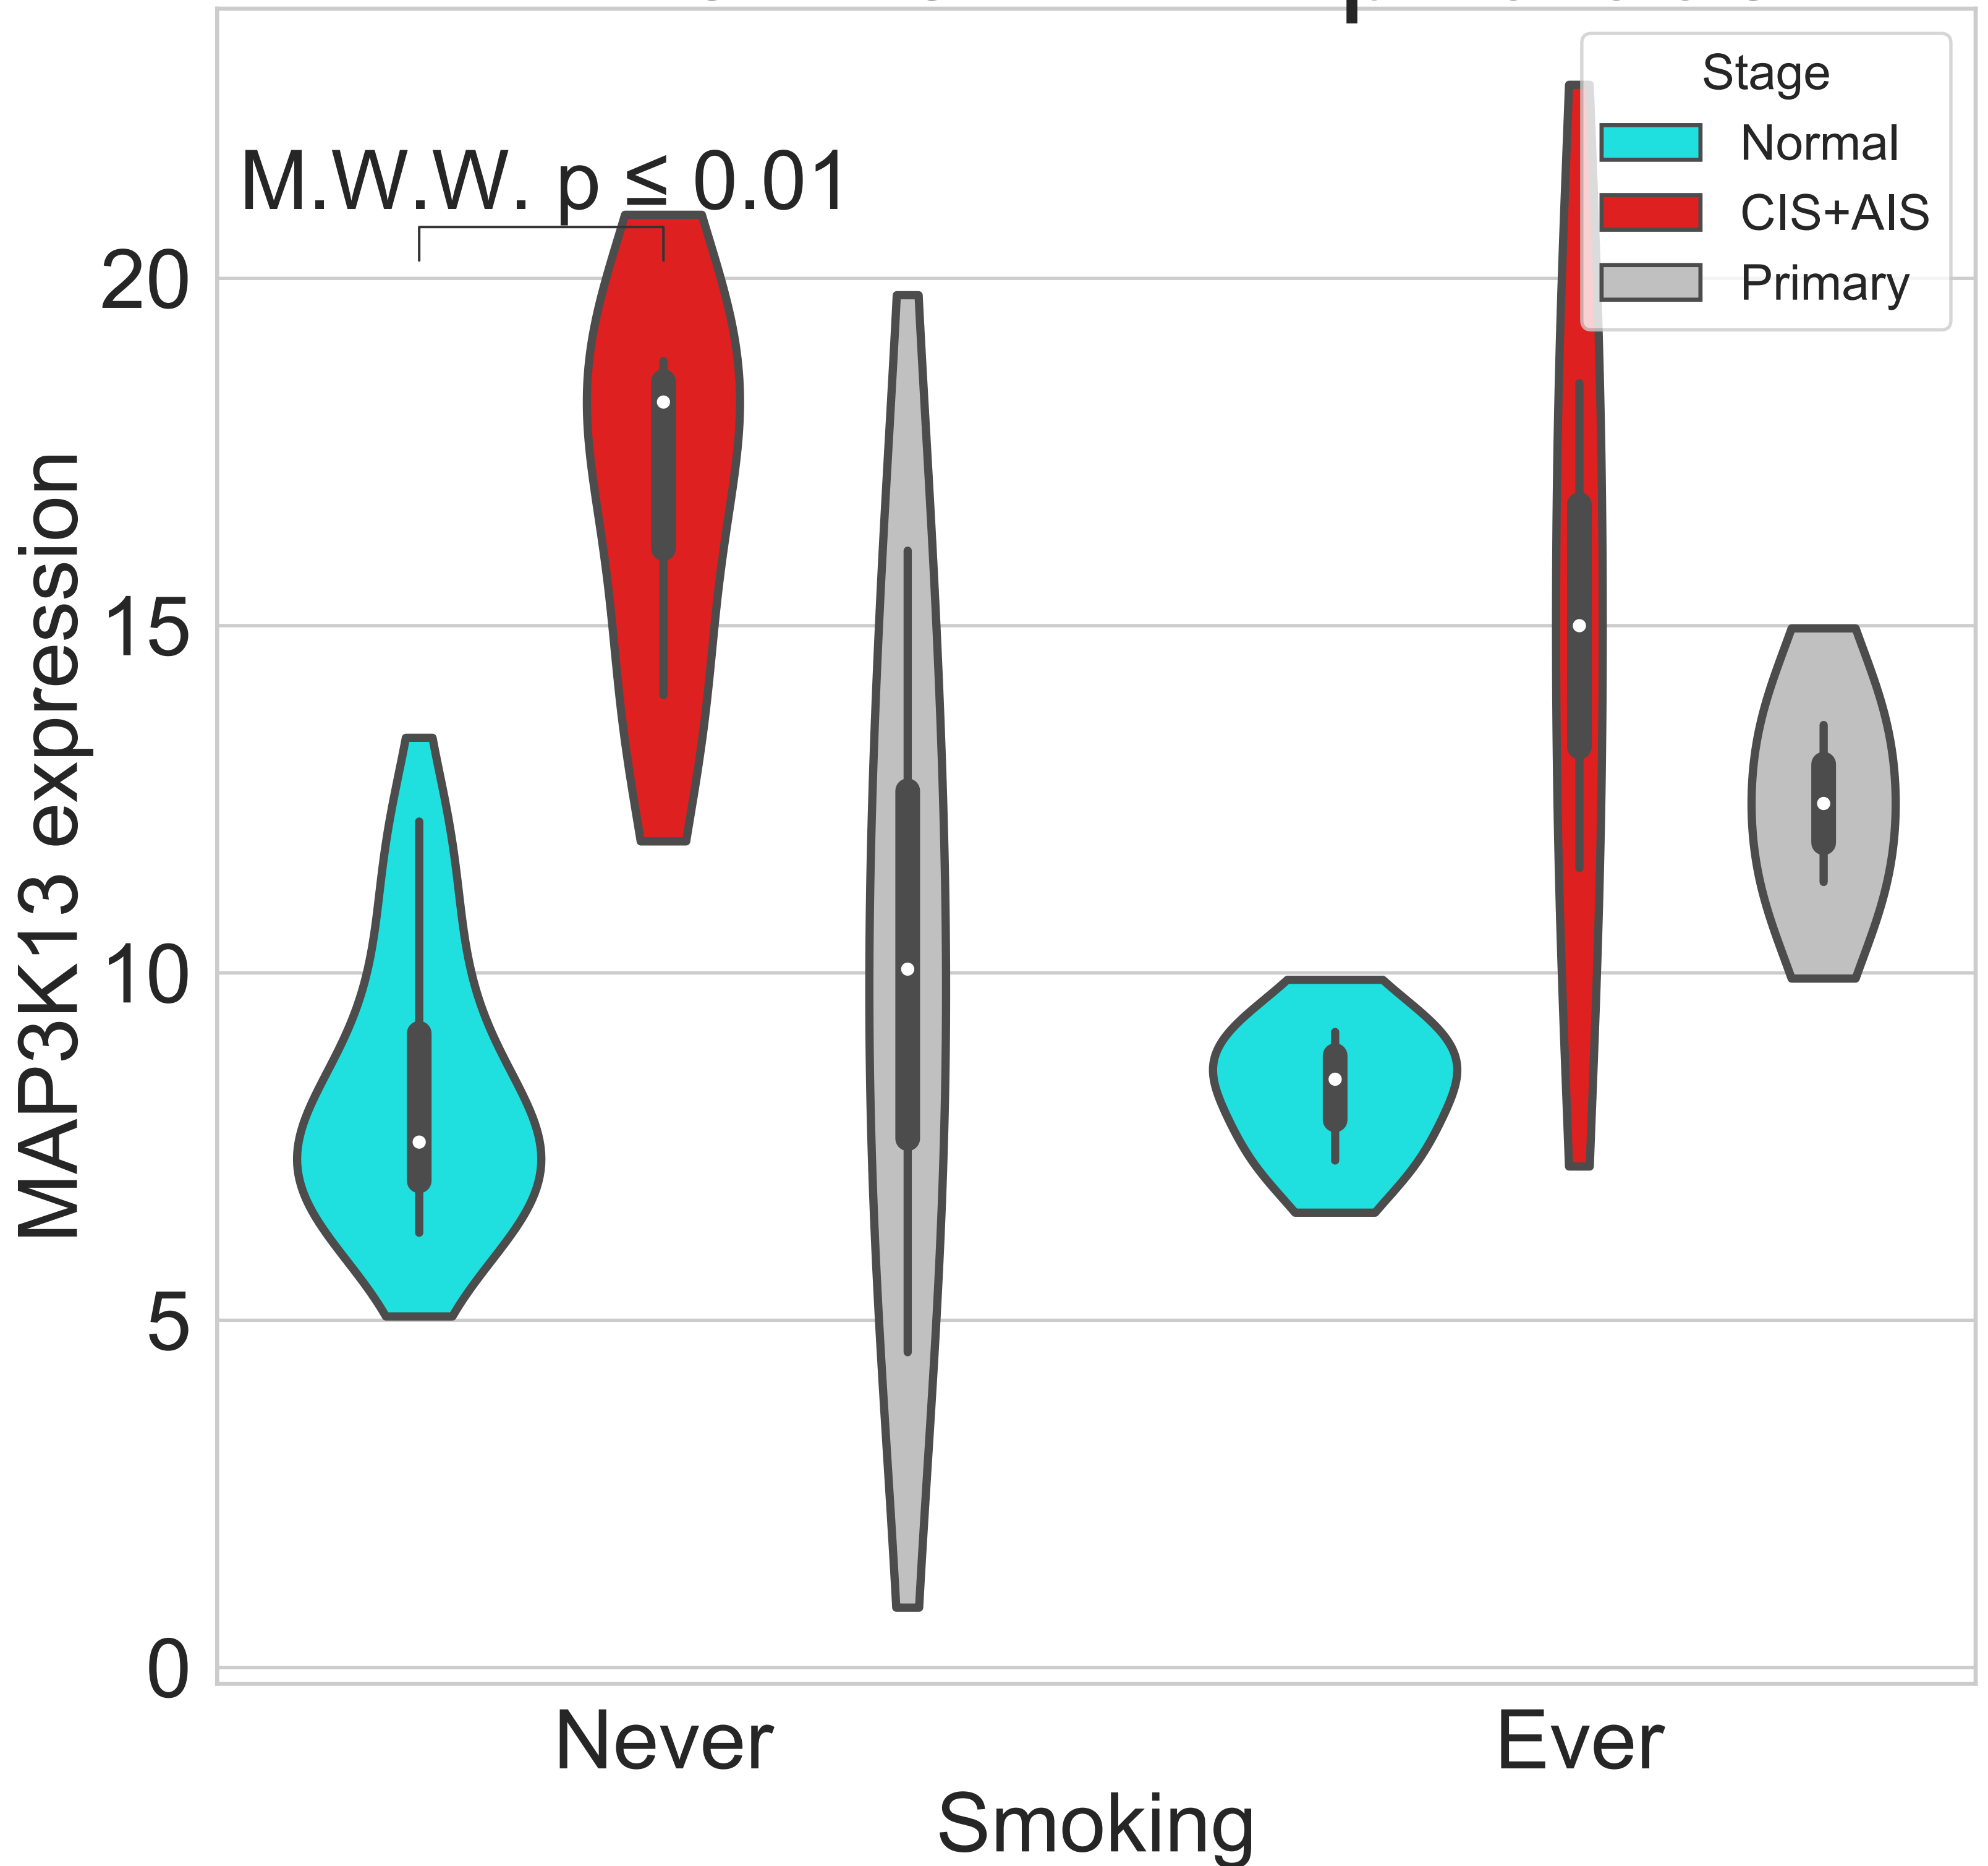 Stage
Normal
CIS+AIS
Primary
M.W.W. p ≤ 0.01
MAP3K13 expression
20
15
10
5
0
Never
Ever
Smoking